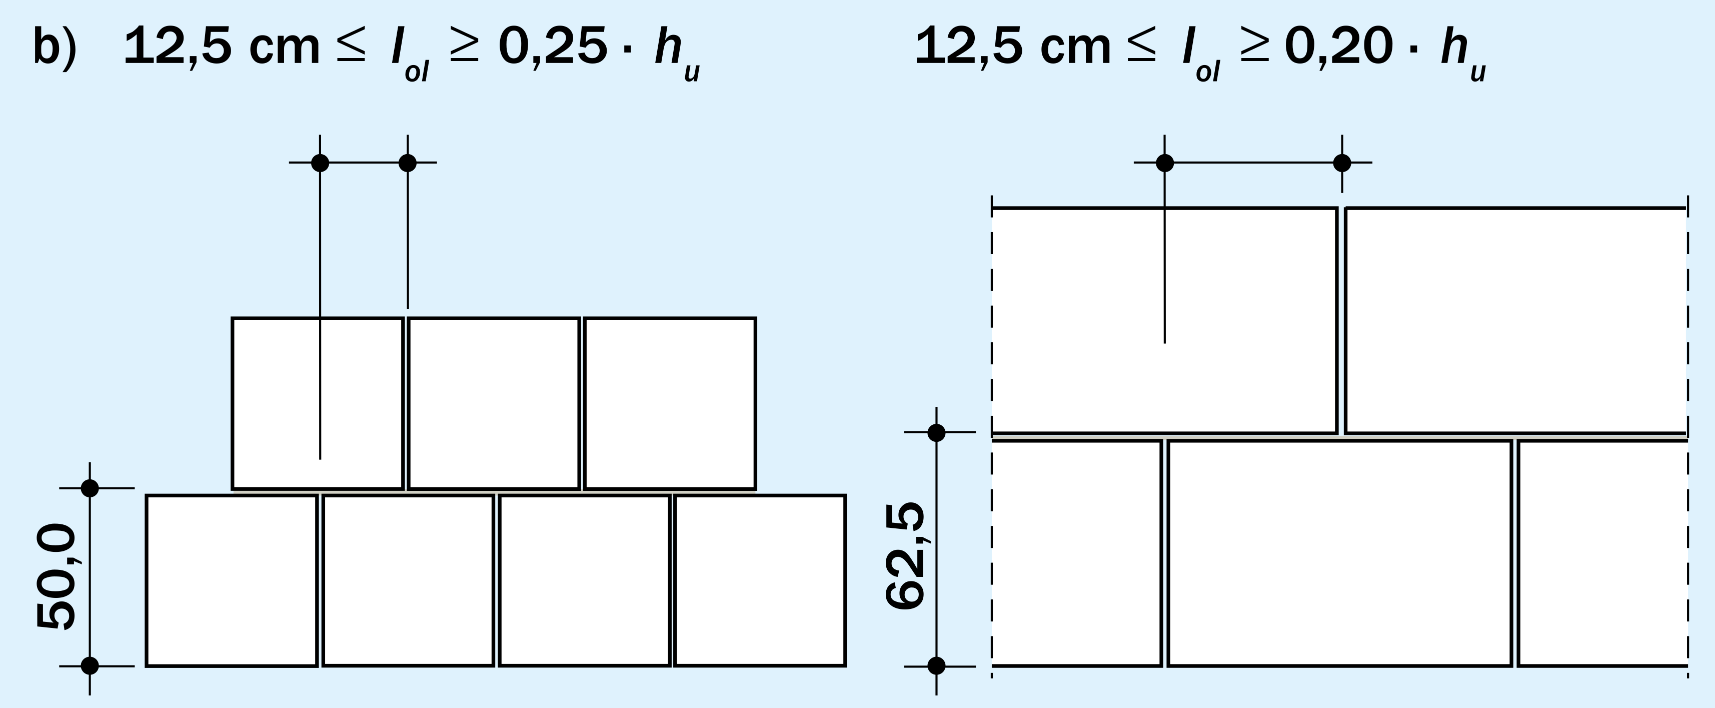 b) 12,5 cm ≤ l_ol ≥ 0,25 · h_u
12,5 cm ≤ l_ol ≥ 0,20 · h_u
50,0
62,5